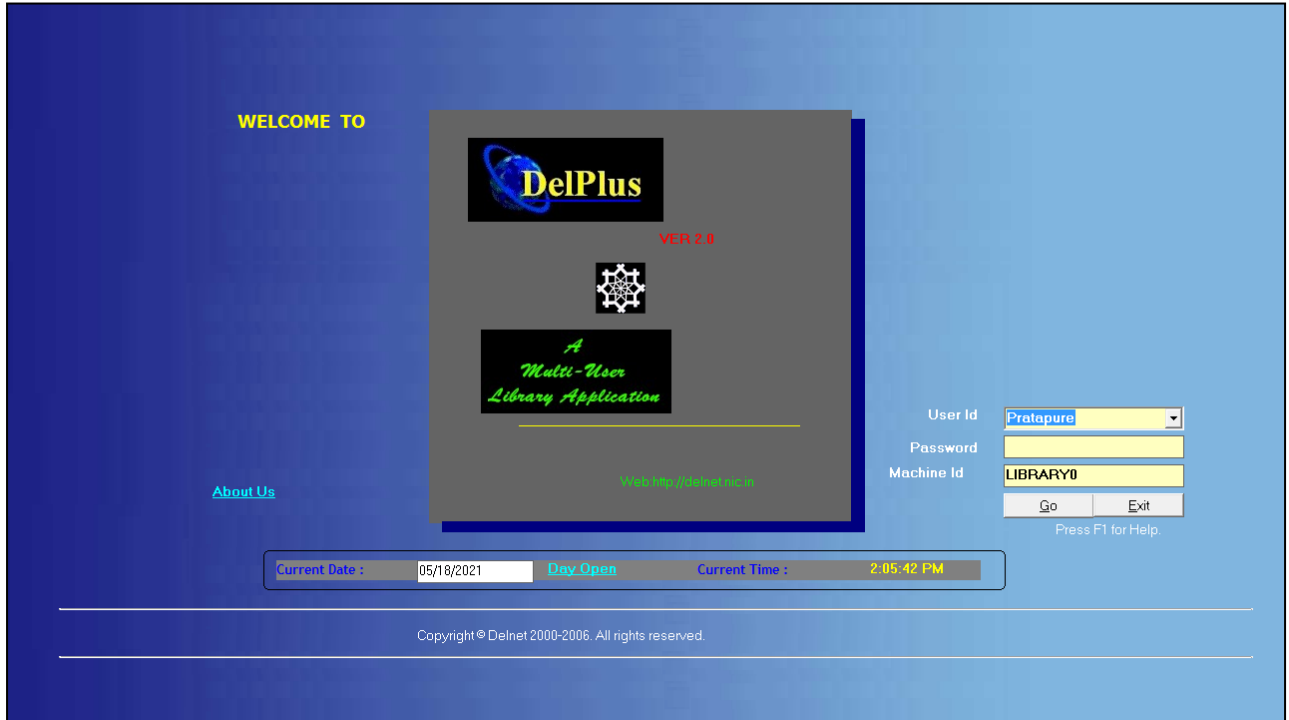 WELCOME TO
DelPlus
VER 2.0
A
Multi-User
Library Application
Web:http://delnet.nic.in
User Id Pratapure
Password
Machine Id LIBRARY0
Go Exit
Press F1 for Help.
About Us
Current Date : 05/18/2021 Day Open Current Time : 2:05:42 PM
Copyright © Delnet 2000-2006. All rights reserved.